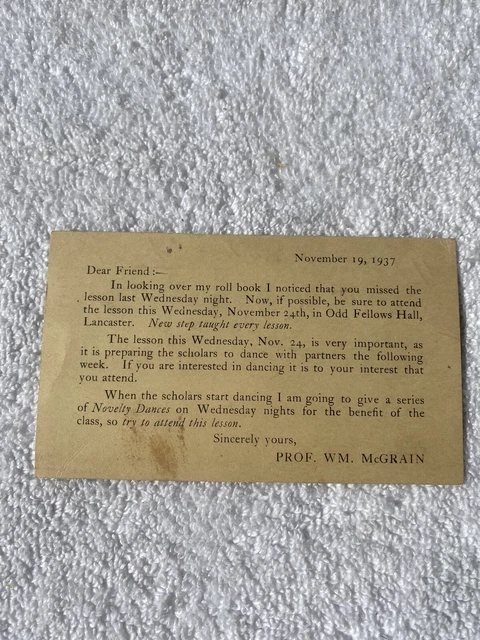 November 19, 1937
Dear Friend :—
In looking over my roll book I noticed that you missed the
lesson last Wednesday night. Now, if possible, be sure to attend
the lesson this Wednesday, November 24th, in Odd Fellows Hall,
Lancaster. New step taught every lesson.
The lesson this Wednesday, Nov. 24, is very important, as
it is preparing the scholars to dance with partners the following
week. If you are interested in dancing it is to your interest that
you attend.
When the scholars start dancing I am going to give a series
of Novelty Dances on Wednesday nights for the benefit of the
class, so try to attend this lesson.
Sincerely yours,
PROF. WM. McGRAIN